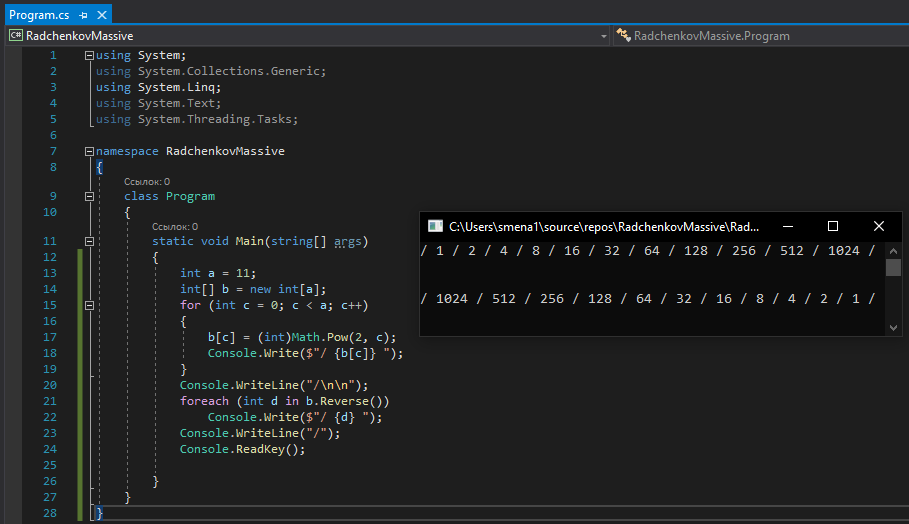 Program.cs
RadchenkovMassive RadchenkovMassive.Program
1 using System;
2 using System.Collections.Generic;
3 using System.Linq;
4 using System.Text;
5 using System.Threading.Tasks;
6
7 namespace RadchenkovMassive
8 {
Ссылок: 0
9 class Program
10 {
Ссылок: 0
11 static void Main(string[] args)
12 {
13 int a = 11;
14 int[] b = new int[a];
15 for (int c = 0; c < a; c++)
16 {
17 b[c] = (int)Math.Pow(2, c);
18 Console.Write($"/ {b[c]} ");
19 }
20 Console.WriteLine("/\n\n");
21 foreach (int d in b.Reverse())
22 Console.Write($"/ {d} ");
23 Console.WriteLine("/");
24 Console.ReadKey();
25
26 }
27 }
28 }
C:\Users\smena1\source\repos\RadchenkovMassive\Rad...
/ 1 / 2 / 4 / 8 / 16 / 32 / 64 / 128 / 256 / 512 / 1024 /
/ 1024 / 512 / 256 / 128 / 64 / 32 / 16 / 8 / 4 / 2 / 1 /